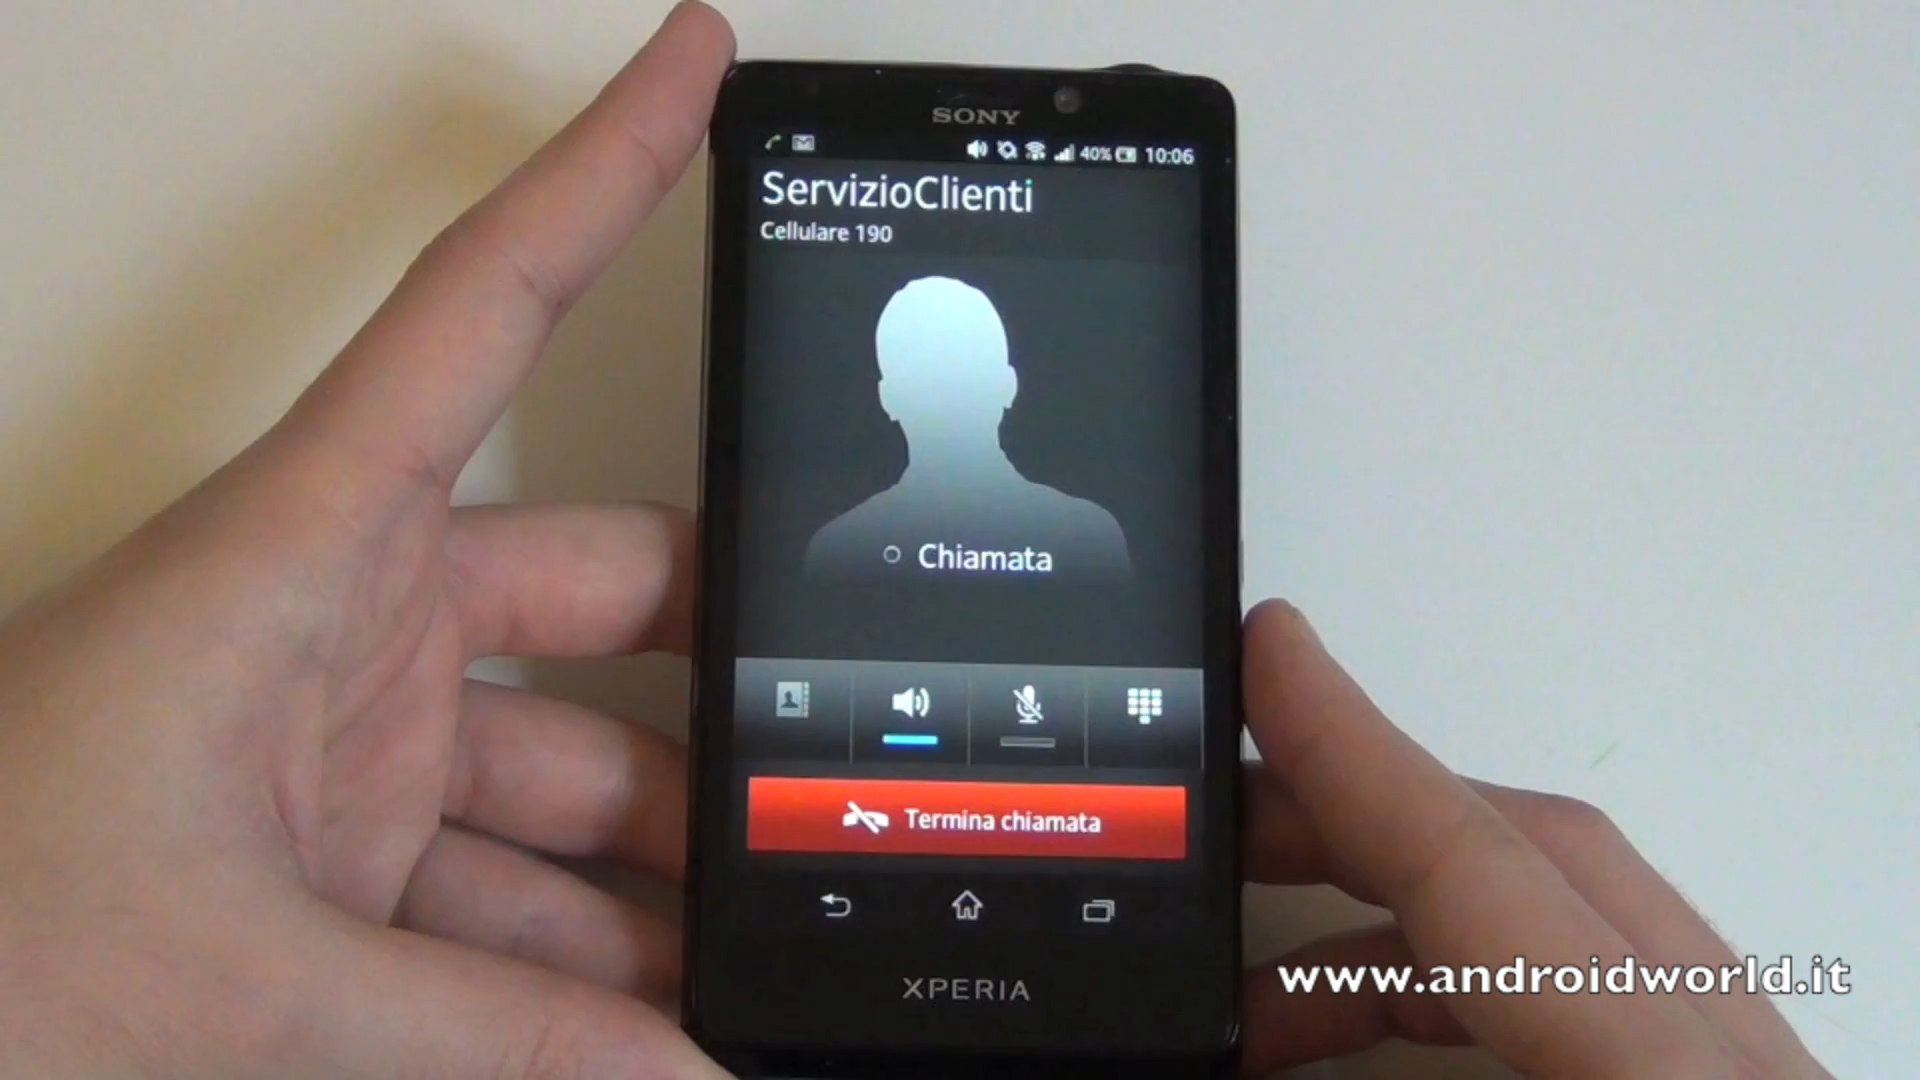 SONY
40% 10:06
ServizioClienti
Cellulare 190
Chiamata
Termina chiamata
XPERIA
www.androidworld.it